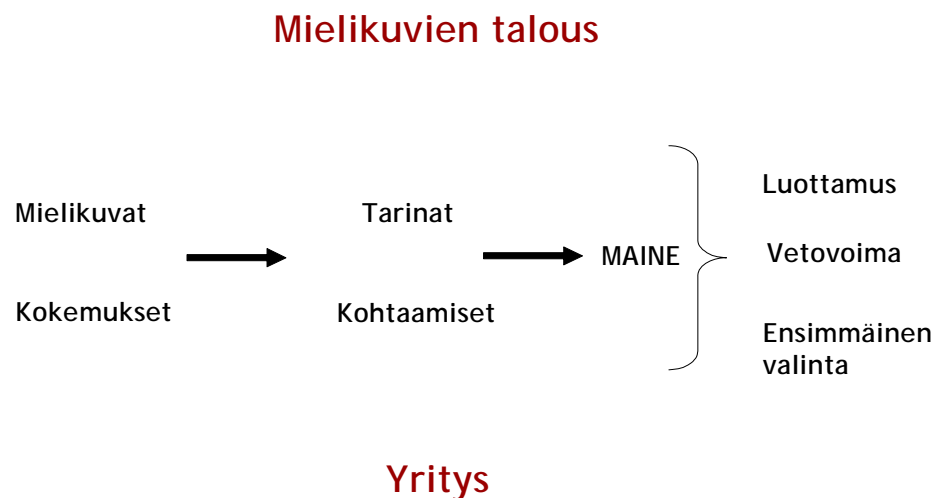 Mielikuvien talous
Mielikuvat
Kokemukset
Tarinat
Kohtaamiset
MAINE
Luottamus
Vetovoima
Ensimmäinen
valinta
Yritys